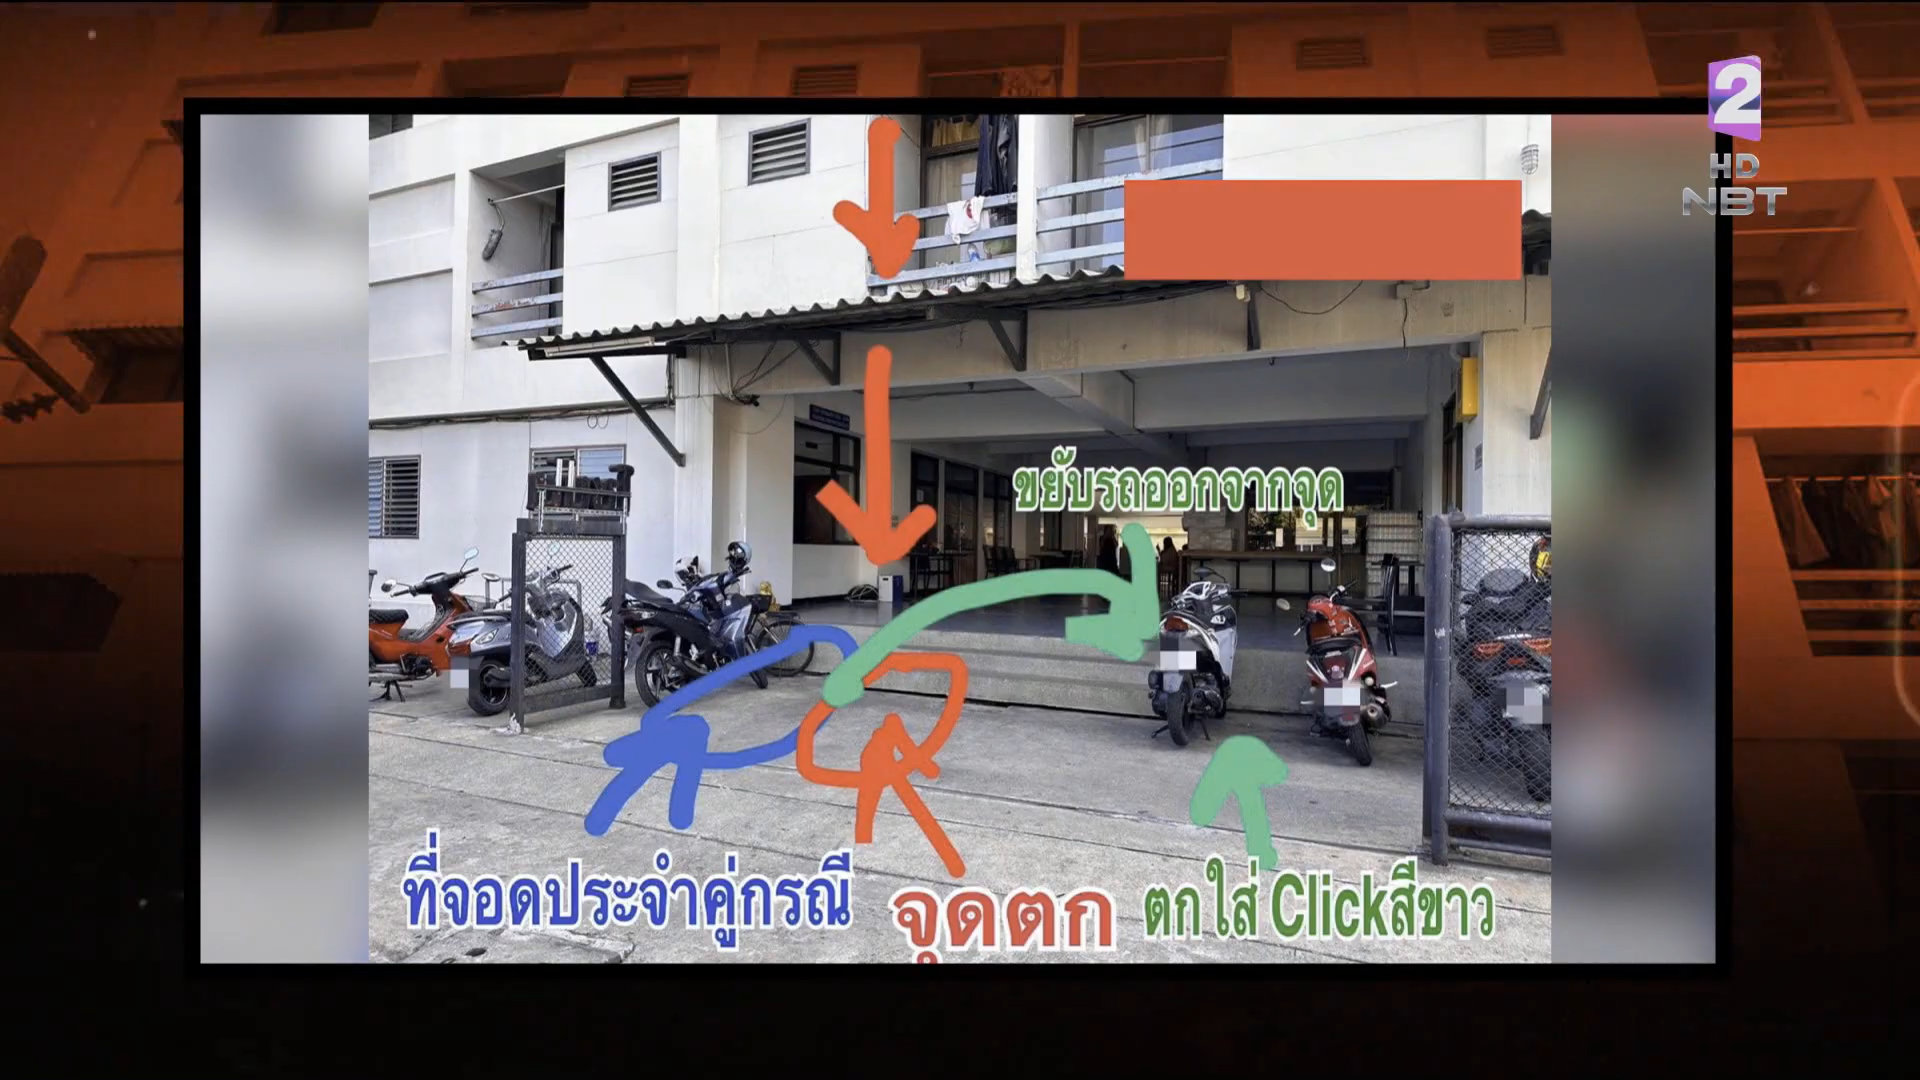 2
HD
NBT
ขยับรถออกจากจุด
ที่จอดประจำคู่กรณี
จุดตก
ตกใส่ Clickสีขาว